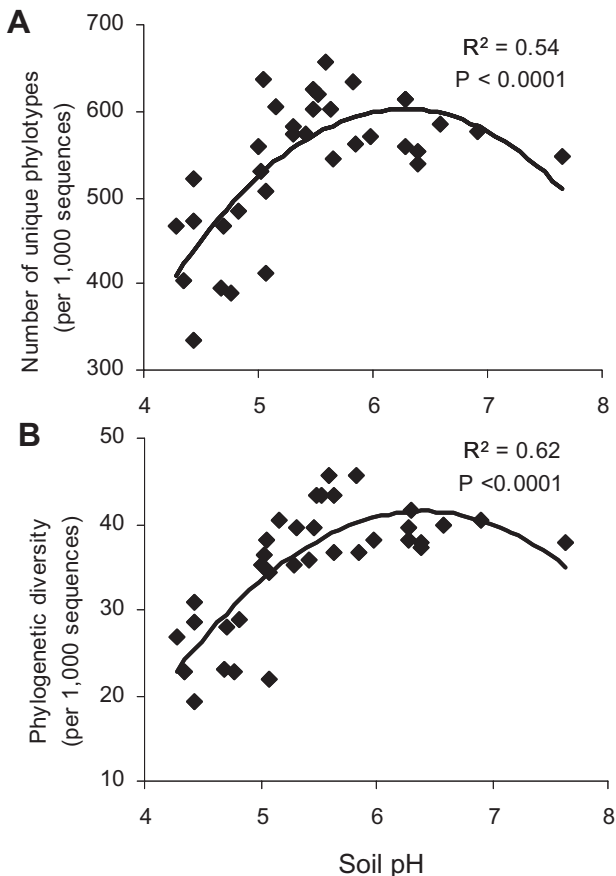 A
Number of unique phylotypes
(per 1,000 sequences)
700
600
500
400
300
R² = 0.54
P < 0.0001
4 5 6 7 8
B
Phylogenetic diversity
(per 1,000 sequences)
50
40
30
20
10
R² = 0.62
P <0.0001
4 5 6 7 8
Soil pH